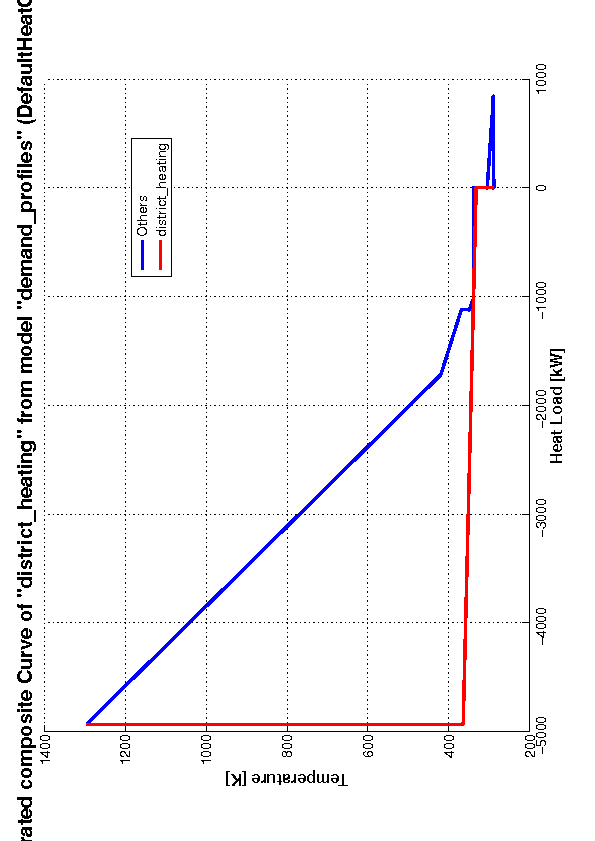 rated composite Curve of "district_heating" from model "demand_profiles" (DefaultHeatC
Others
district_heating
Temperature [K]
1400
1200
1000
800
600
400
200
-5000
-4000
-3000
-2000
-1000
0
1000
Heat Load [kW]